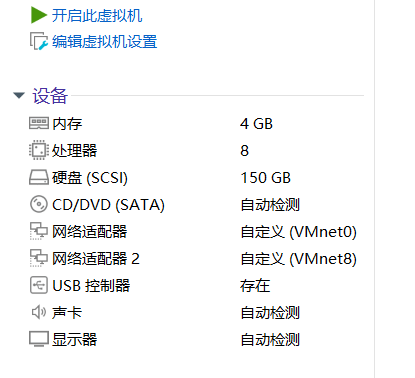 开启此虚拟机
编辑虚拟机设置
设备
内存 4 GB
处理器 8
硬盘 (SCSI) 150 GB
CD/DVD (SATA) 自动检测
网络适配器 自定义 (VMnet0)
网络适配器 2 自定义 (VMnet8)
USB 控制器 存在
声卡 自动检测
显示器 自动检测